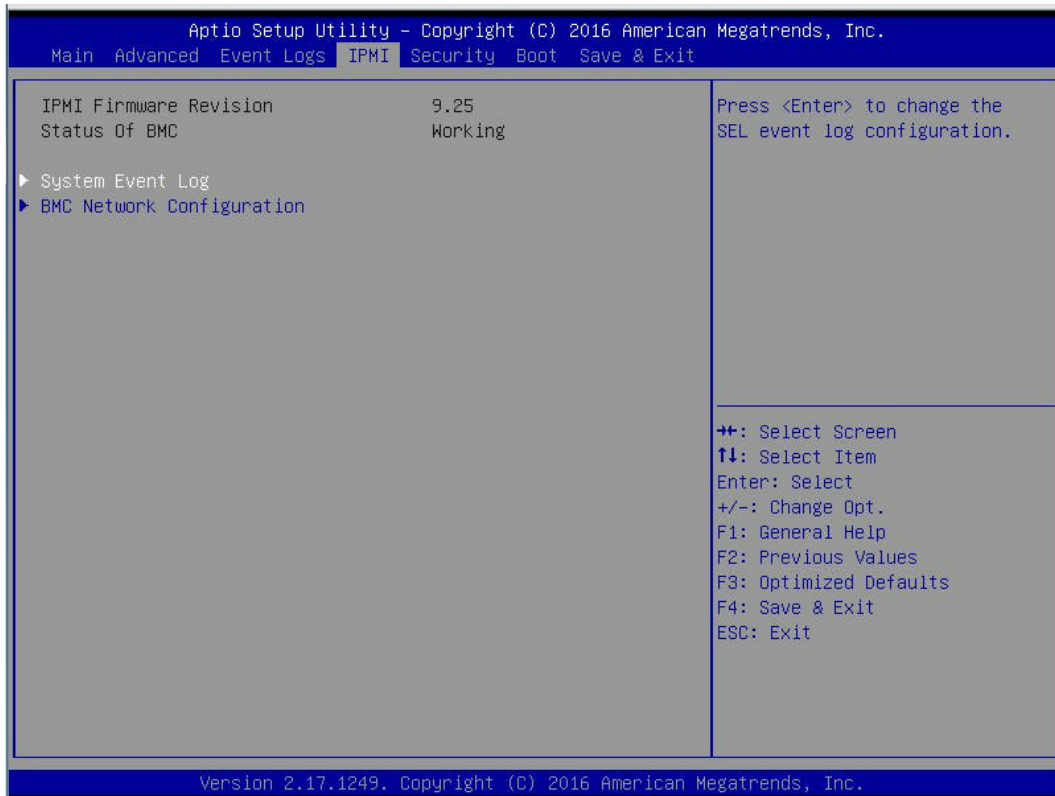 Aptio Setup Utility - Copyright (C) 2016 American Megatrends, Inc.
Main Advanced Event Logs IPMI Security Boot Save & Exit
IPMI Firmware Revision 9.25
Status Of BMC Working
▶ System Event Log
▶ BMC Network Configuration
Press <Enter> to change the
SEL event log configuration.
→←: Select Screen
↑↓: Select Item
Enter: Select
+/-: Change Opt.
F1: General Help
F2: Previous Values
F3: Optimized Defaults
F4: Save & Exit
ESC: Exit
Version 2.17.1249. Copyright (C) 2016 American Megatrends, Inc.